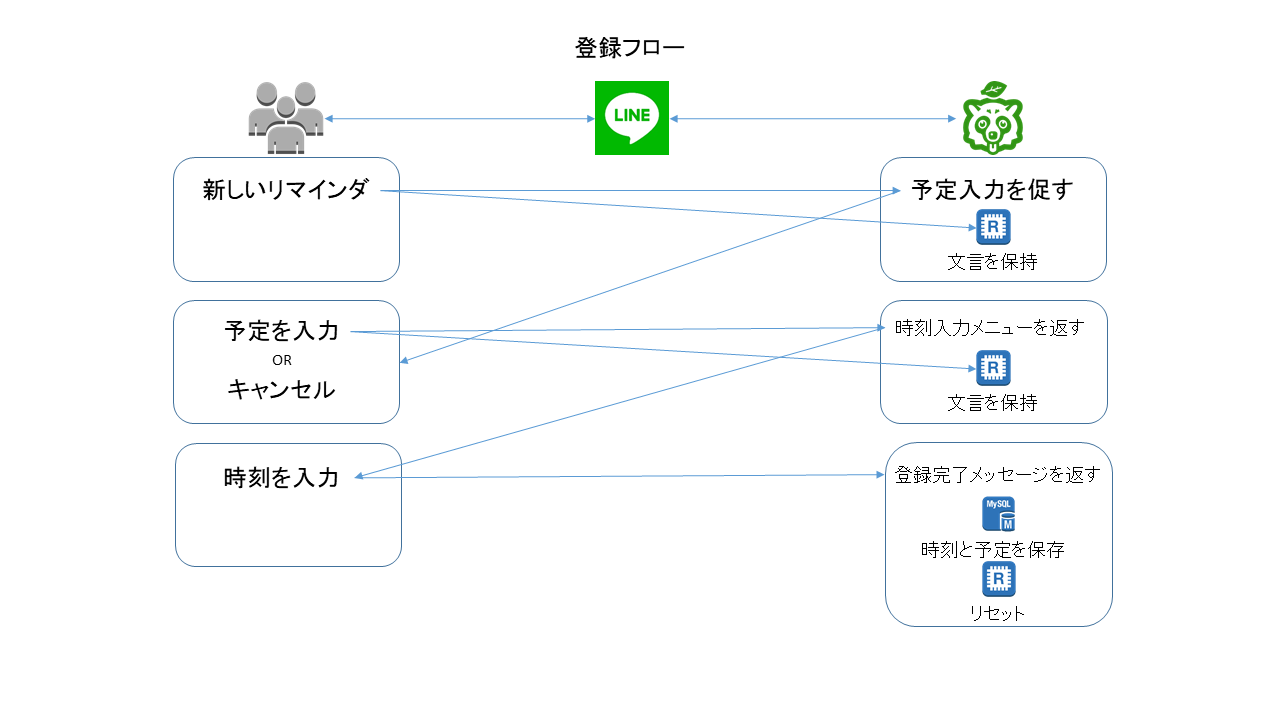 登録フロー
LINE
新しいリマインダ
予定入力を促す
R
文言を保持
予定を入力
OR
キャンセル
時刻入力メニューを返す
R
文言を保持
時刻を入力
登録完了メッセージを返す
MySQL
M
時刻と予定を保存
R
リセット